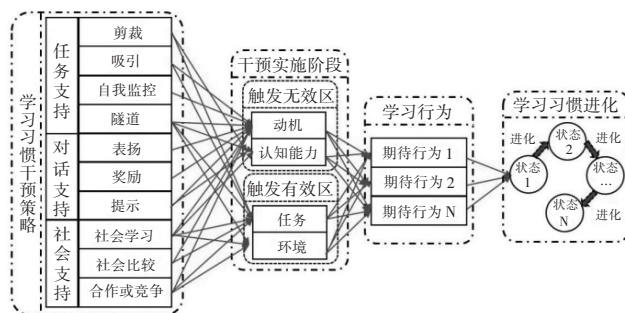 学习习惯干预策略
任务支持
剪裁
吸引
自我监控
隧道
对话支持
表扬
奖励
提示
社会支持
社会学习
社会比较
合作或竞争
干预实施阶段
触发无效区
动机
认知能力
触发有效区
任务
环境
学习行为
期待行为 1
期待行为 2
期待行为 N
学习习惯进化
进化
状态
2
进化
状态
1
状态
...
状态
N
进化